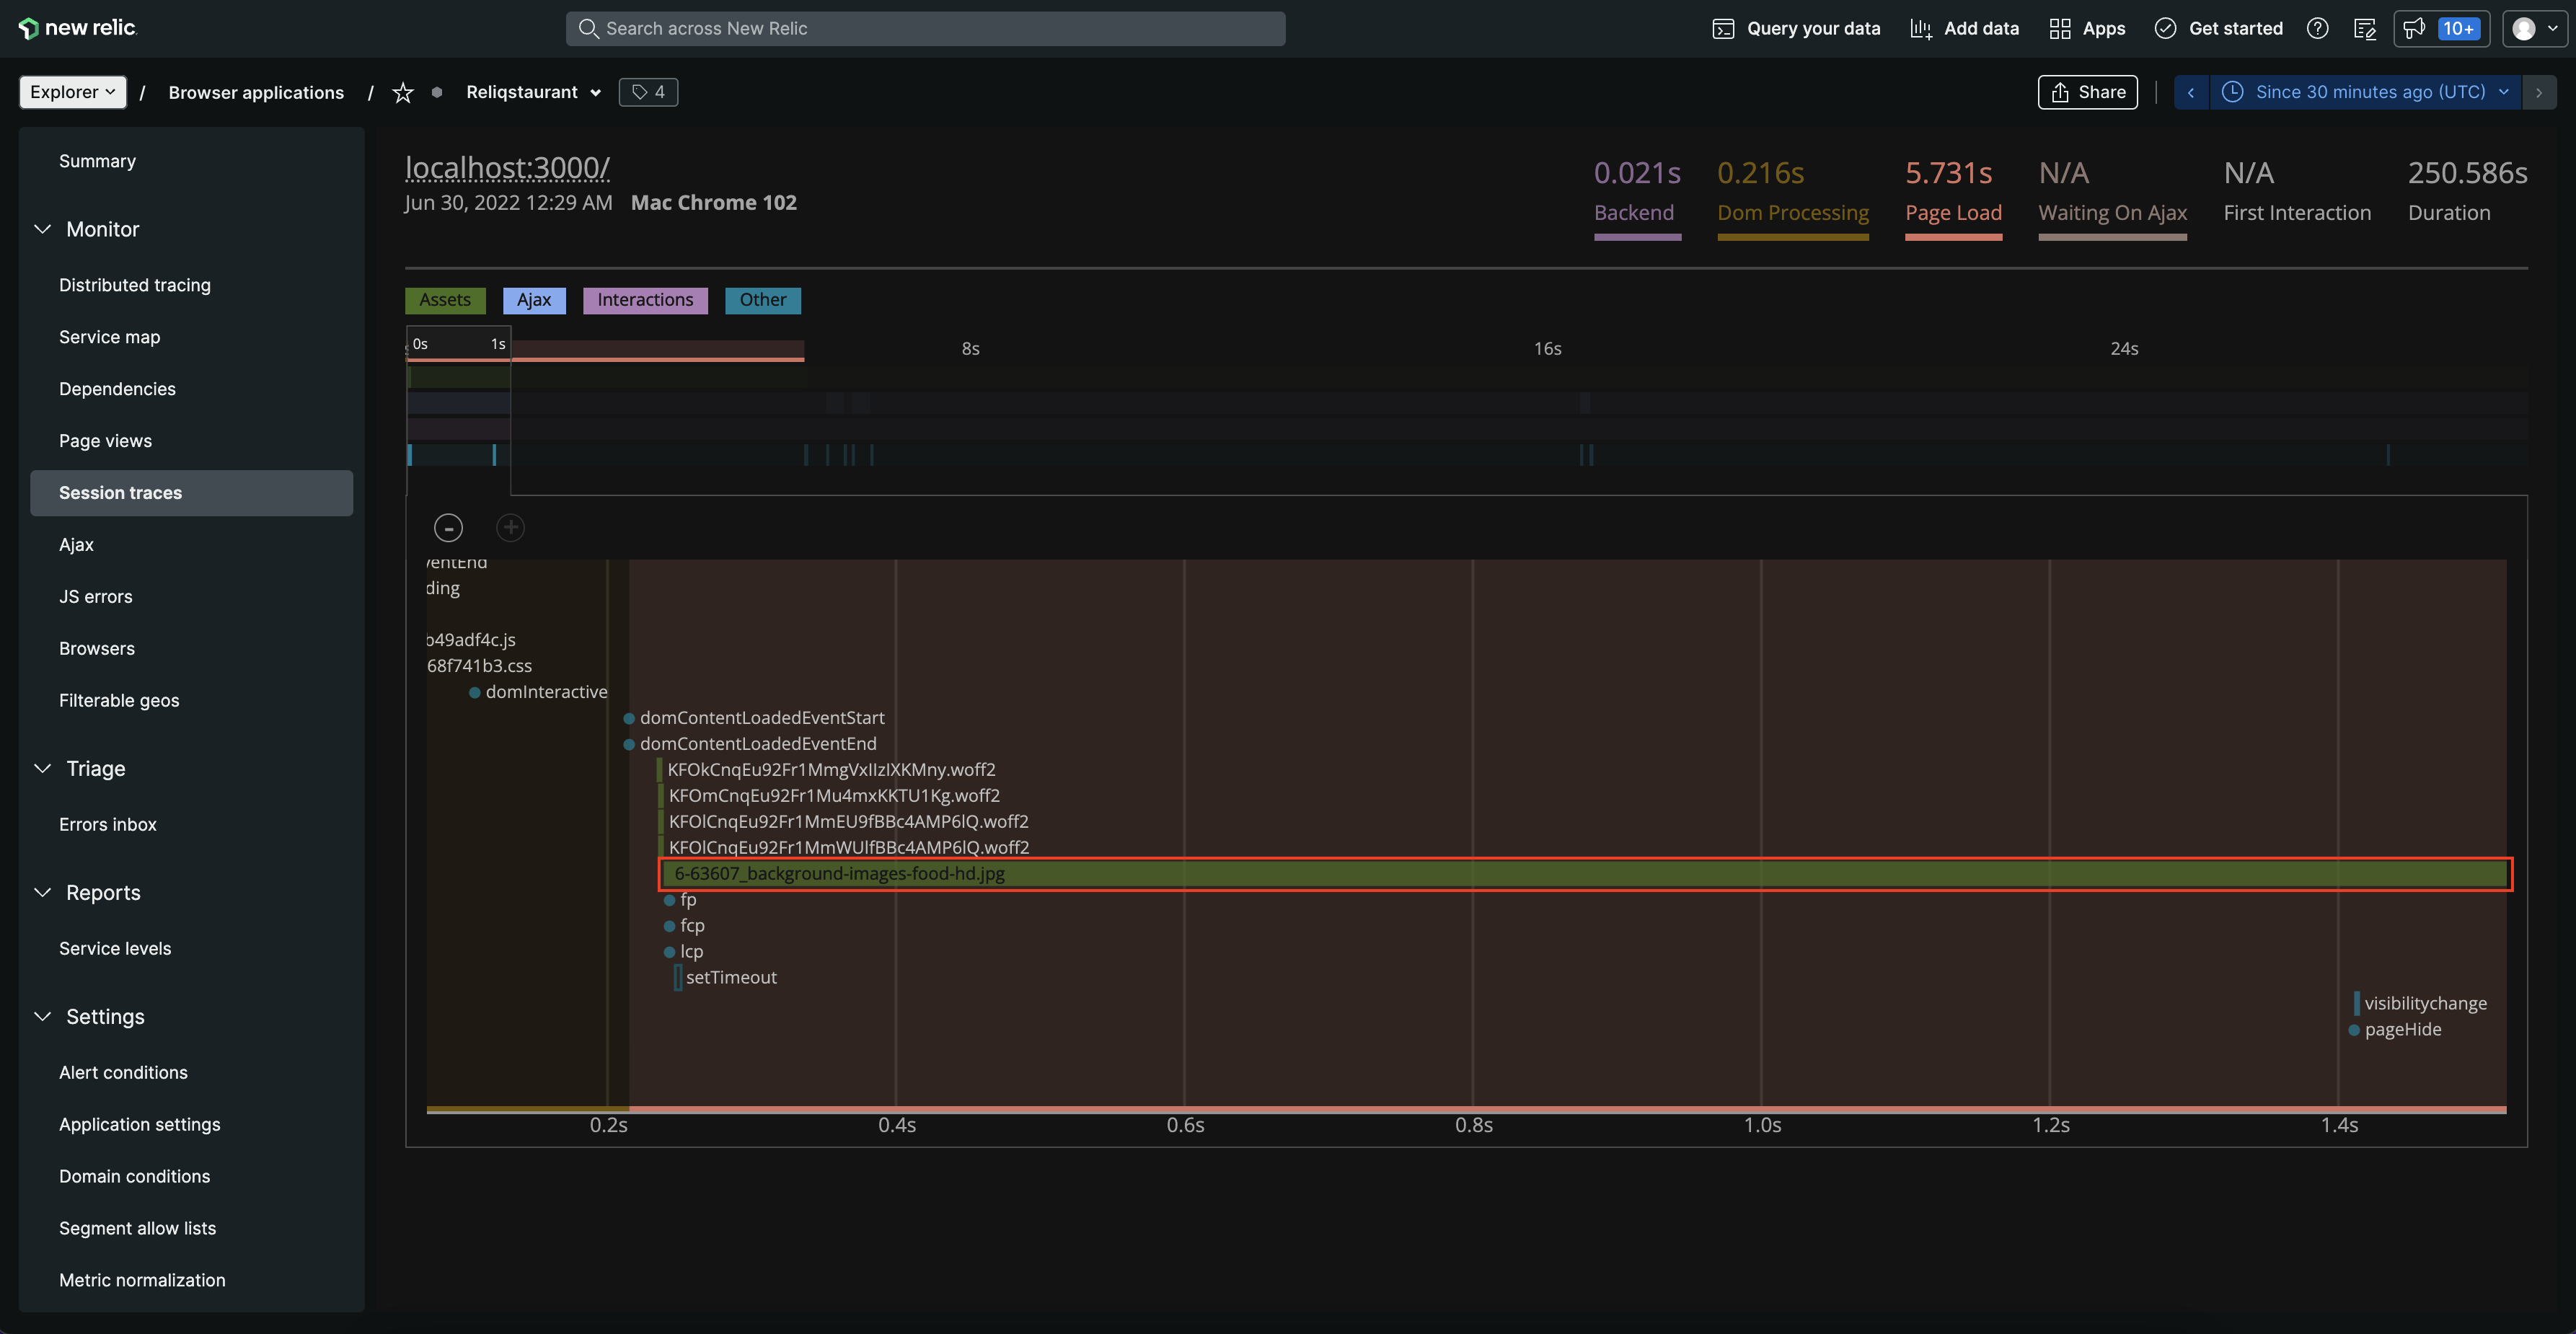 new relic
Search across New Relic
Query your data
Add data
Apps
Get started
10+
Explorer / Browser applications / Reliqstaurant 4
Share
Since 30 minutes ago (UTC)
Summary
Monitor
Distributed tracing
Service map
Dependencies
Page views
Session traces
Ajax
JS errors
Browsers
Filterable geos
Triage
Errors inbox
Reports
Service levels
Settings
Alert conditions
Application settings
Domain conditions
Segment allow lists
Metric normalization
localhost:3000/
Jun 30, 2022 12:29 AM Mac Chrome 102
0.021s
Backend
0.216s
Dom Processing
5.731s
Page Load
N/A
Waiting On Ajax
N/A
First Interaction
250.586s
Duration
Assets Ajax Interactions Other
0s 1s 8s 16s 24s
- +
ventEnd
ding
b49adf4c.js
68f741b3.css
domInteractive
domContentLoadedEventStart
domContentLoadedEventEnd
KFOkCnqEu92Fr1MmgVxIIzIXKMny.woff2
KFOmCnqEu92Fr1Mu4mxKKTU1Kg.woff2
KFOlCnqEu92Fr1MmEU9fBBc4AMP6lQ.woff2
KFOlCnqEu92Fr1MmWUlfBBc4AMP6lQ.woff2
6-63607_background-images-food-hd.jpg
fp
fcp
lcp
setTimeout
visibilitychange
pageHide
0.2s 0.4s 0.6s 0.8s 1.0s 1.2s 1.4s